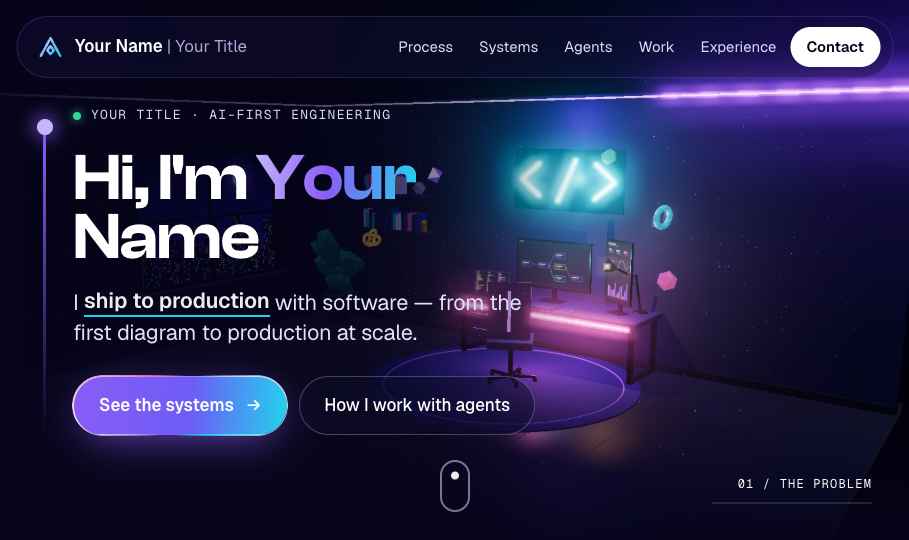 Your Name | Your Title
Process
Systems
Agents
Work
Experience
Contact
YOUR TITLE · AI-FIRST ENGINEERING
Hi, I'm Your
Name
</>
I ship to production with software — from the
first diagram to production at scale.
See the systems →
How I work with agents
01 / THE PROBLEM